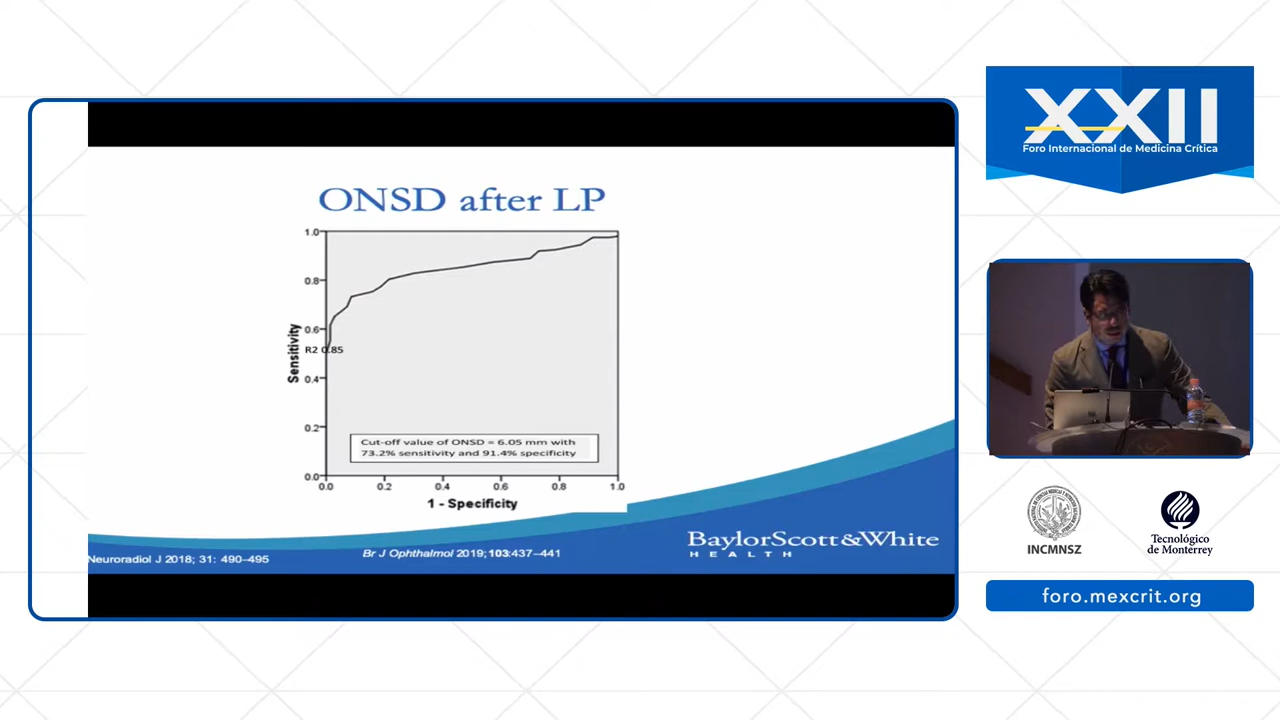 ONSD after LP
1.0
0.8
0.6
R2 0.85
0.4
0.2
0.0
Sensitivity
Cut-off value of ONSD = 6.05 mm with
73.2% sensitivity and 91.4% specificity
0.0 0.2 0.4 0.6 0.8 1.0
1 - Specificity
Neuroradiol J 2018; 31: 490–495
Br J Ophthalmol 2019;103:437–441
BaylorScott&White
HEALTH
XXII
Foro Internacional de Medicina Crítica
INCMNSZ
Tecnológico
de Monterrey
foro.mexcrit.org